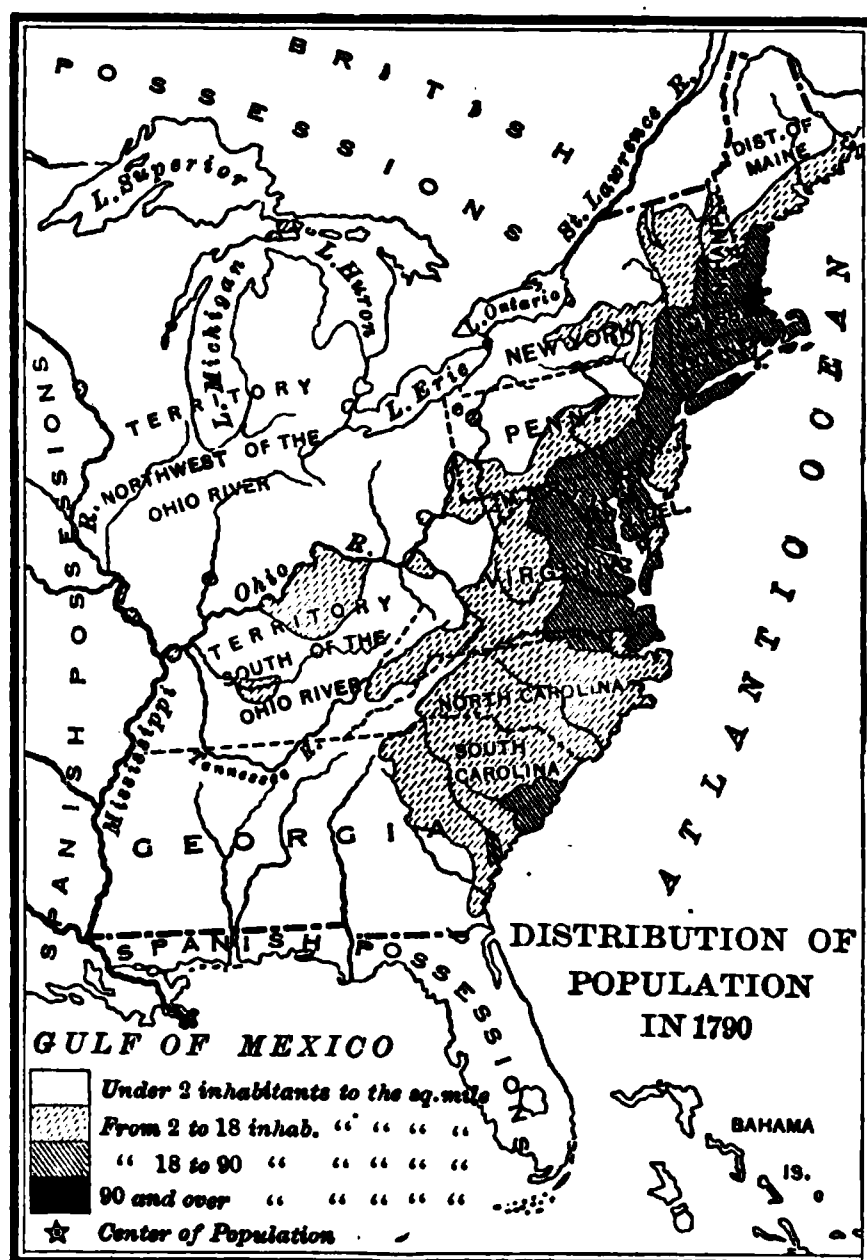 BRITISH
POSSESSIONS
St. Lawrence R.
DIST. OF
MAINE
L. Superior
L. Huron
L. Michigan
L. Ontario
NEW YORK
L. Erie
PENN
TERRITORY
NORTHWEST OF THE
OHIO RIVER
R.
DEL.
VIRGINIA
Ohio R.
TERRITORY
SOUTH OF THE
OHIO RIVER
NORTH CAROLINA
SOUTH
CAROLINA
Tennessee R.
Mississippi
GEORGIA
SPANISH POSSESSIONS
SPANISH POSSESSIONS
ATLANTIC OCEAN
DISTRIBUTION OF
POPULATION
IN 1790
GULF OF MEXICO
Under 2 inhabitants to the sq. mile
From 2 to 18 inhab. “ “ “ “
“ 18 to 90 “ “ “ “ “
90 and over “ “ “ “ “
Center of Population
BAHAMA
IS.